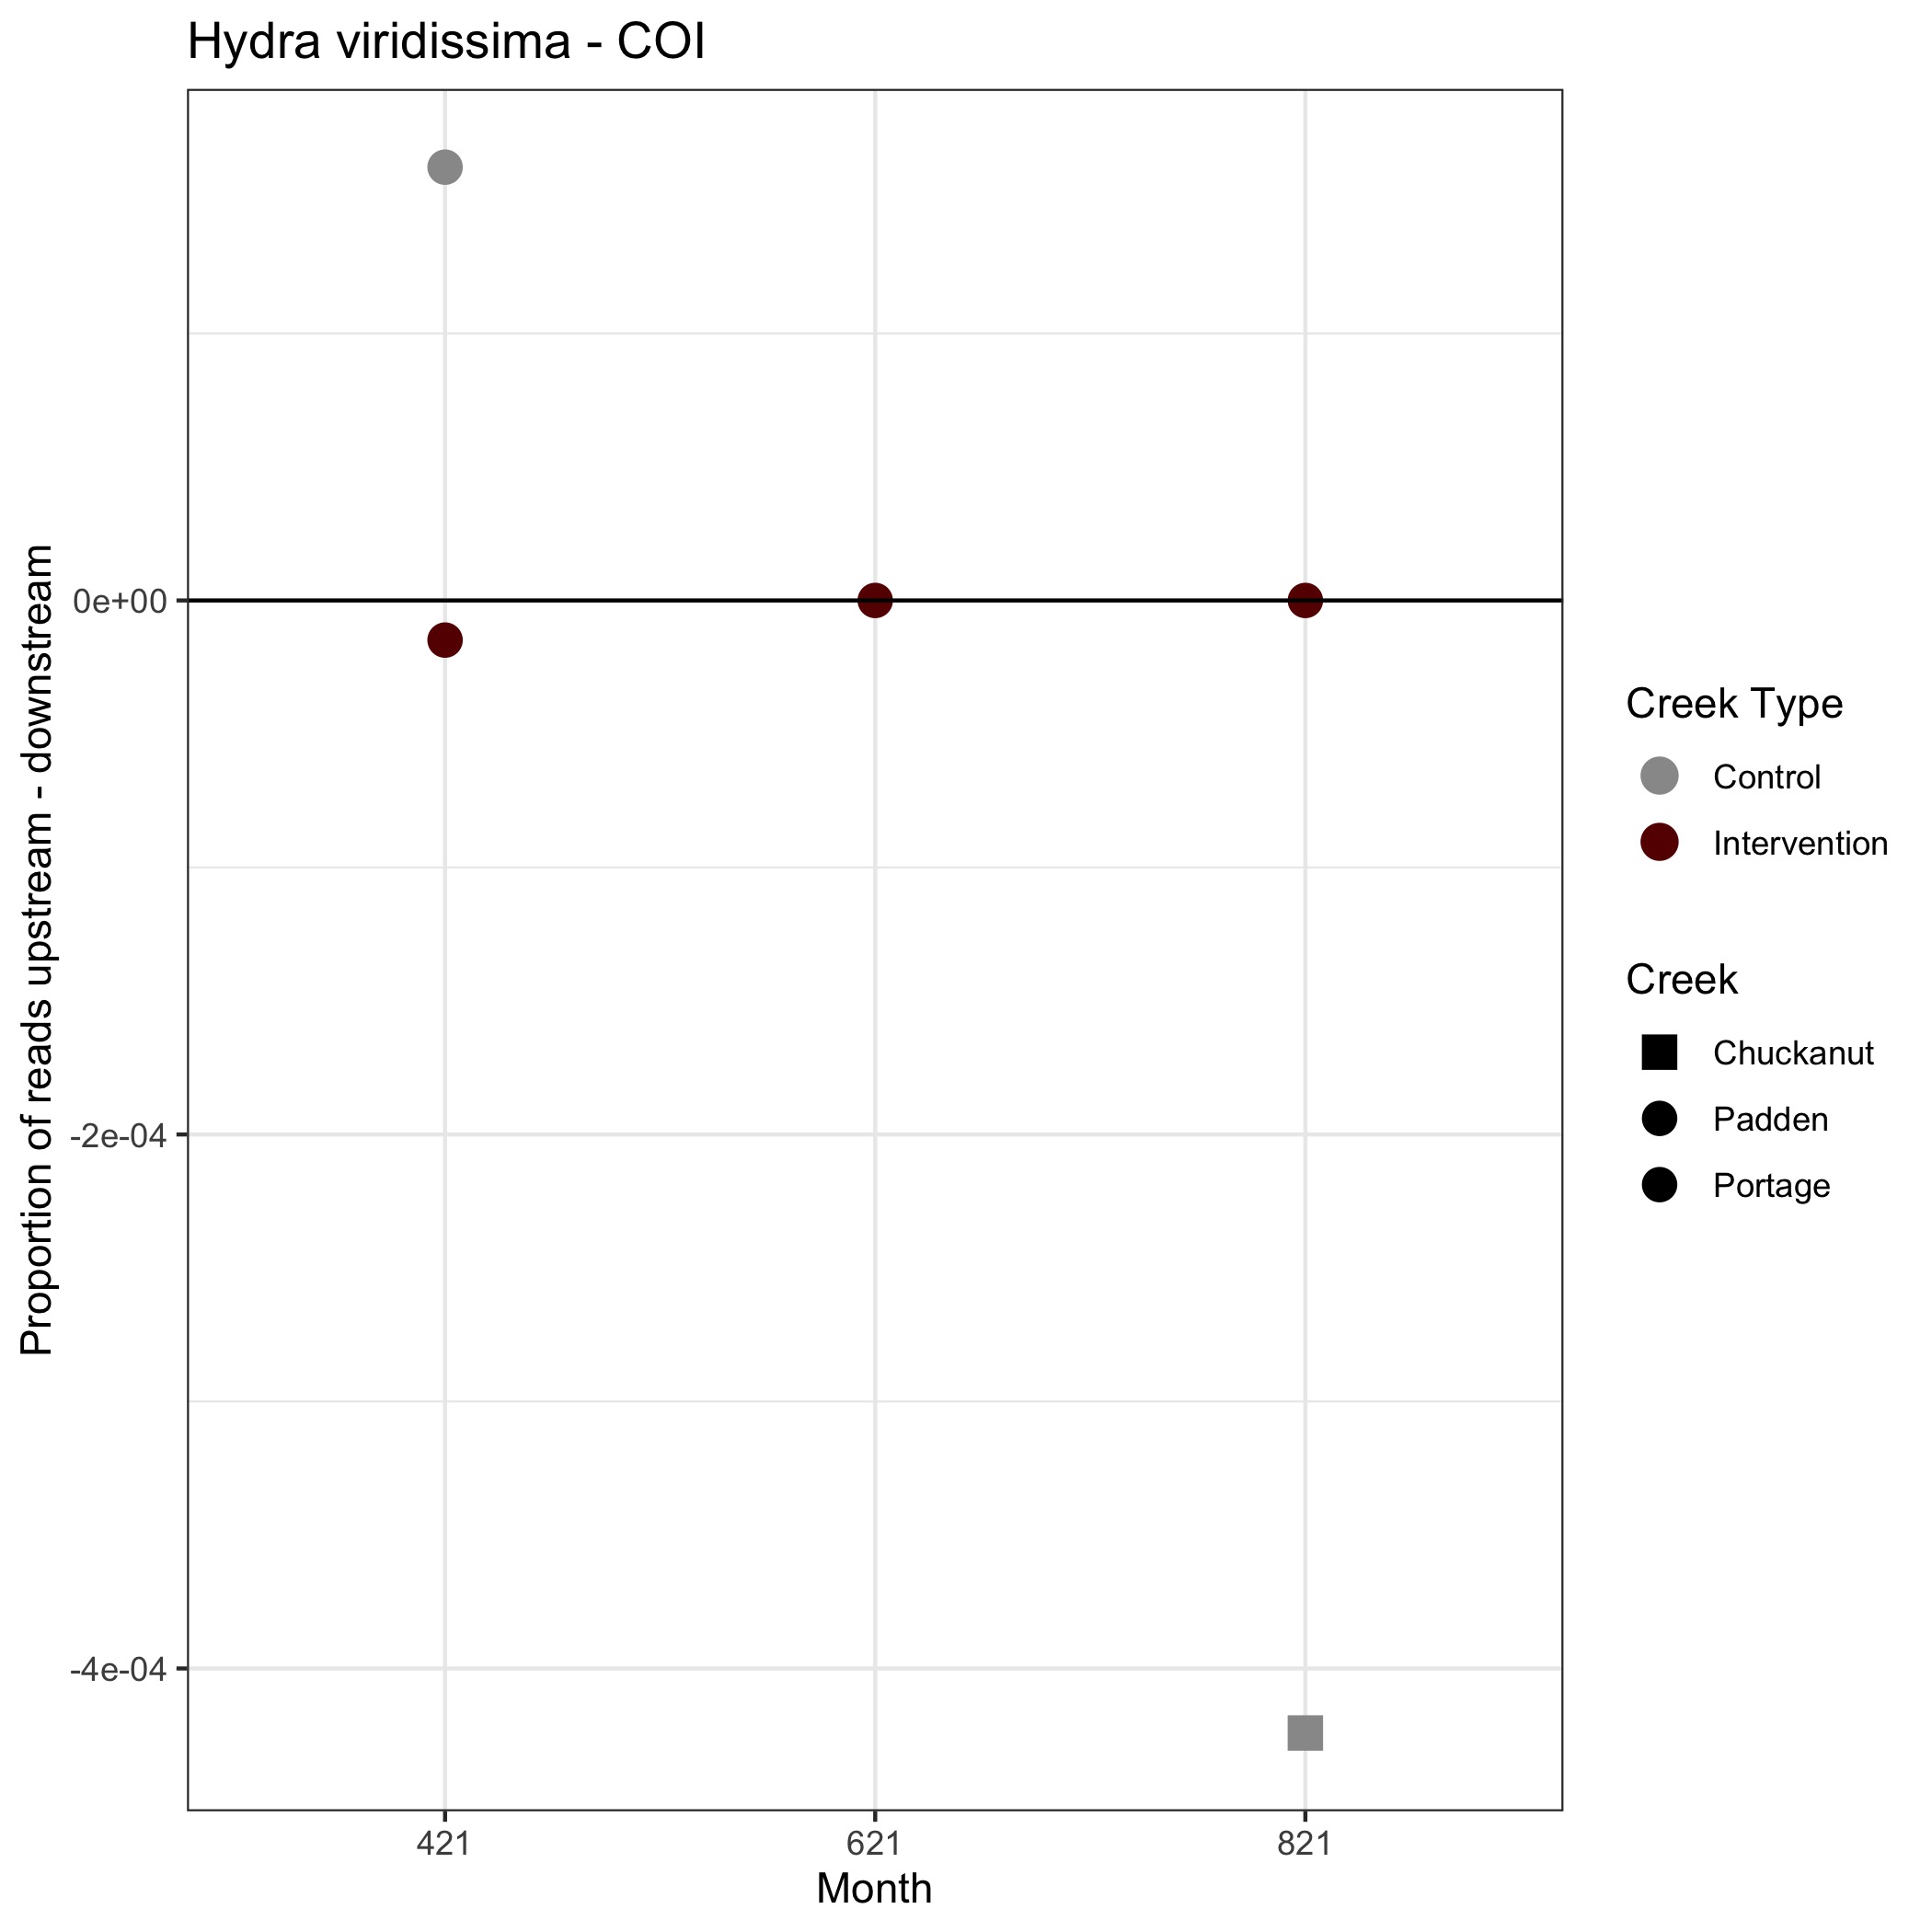 Hydra viridissima - COI
Proportion of reads upstream - downstream
0e+00
-2e-04
-4e-04
421
621
821
Month
Creek Type
Control
Intervention
Creek
Chuckanut
Padden
Portage